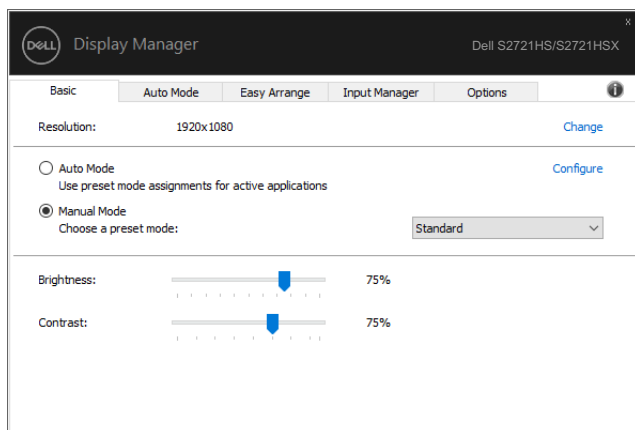 x
DELL Display Manager Dell S2721HS/S2721HSX
Basic Auto Mode Easy Arrange Input Manager Options i
Resolution: 1920x1080 Change
Auto Mode Configure
Use preset mode assignments for active applications
Manual Mode
Choose a preset mode: Standard
Brightness: 75%
Contrast: 75%